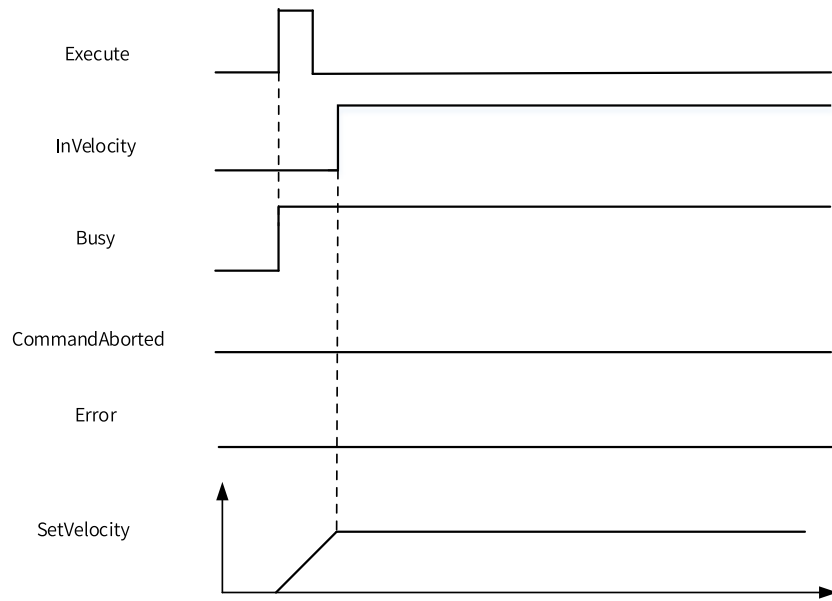 Execute
InVelocity
Busy
CommandAborted
Error
SetVelocity